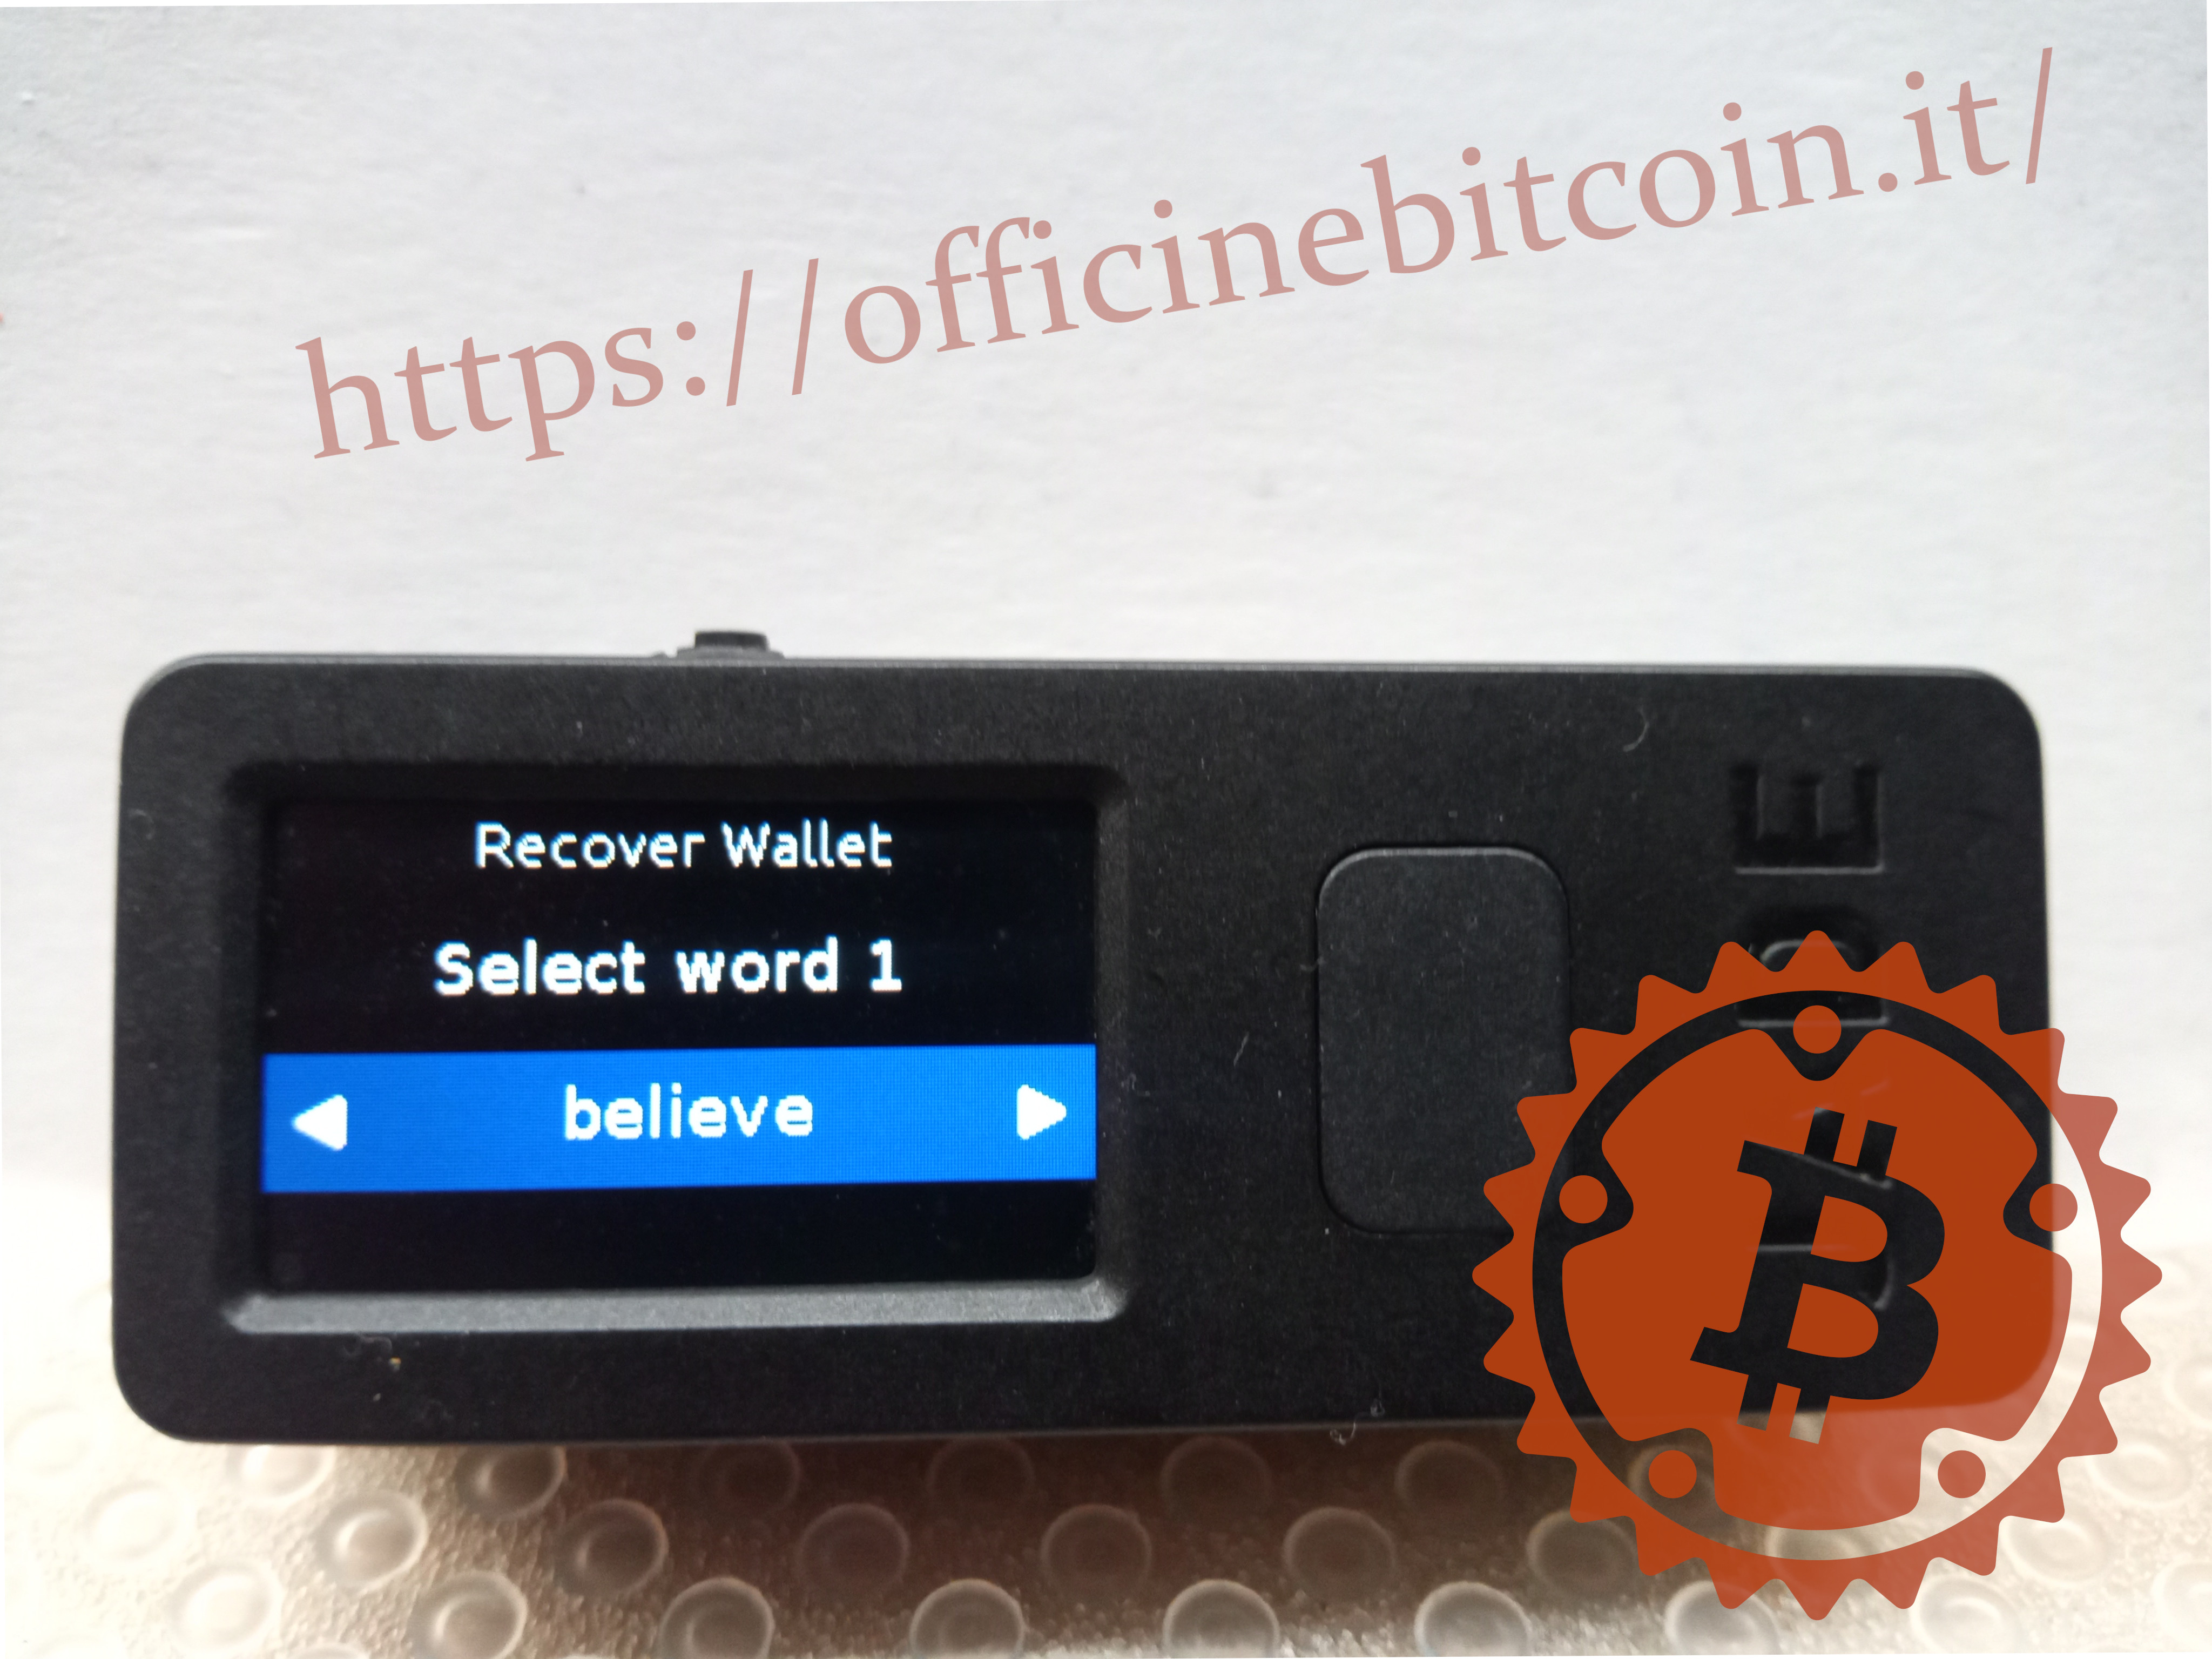 https://officinebitcoin.it/
Recover Wallet
Select word 1
believe